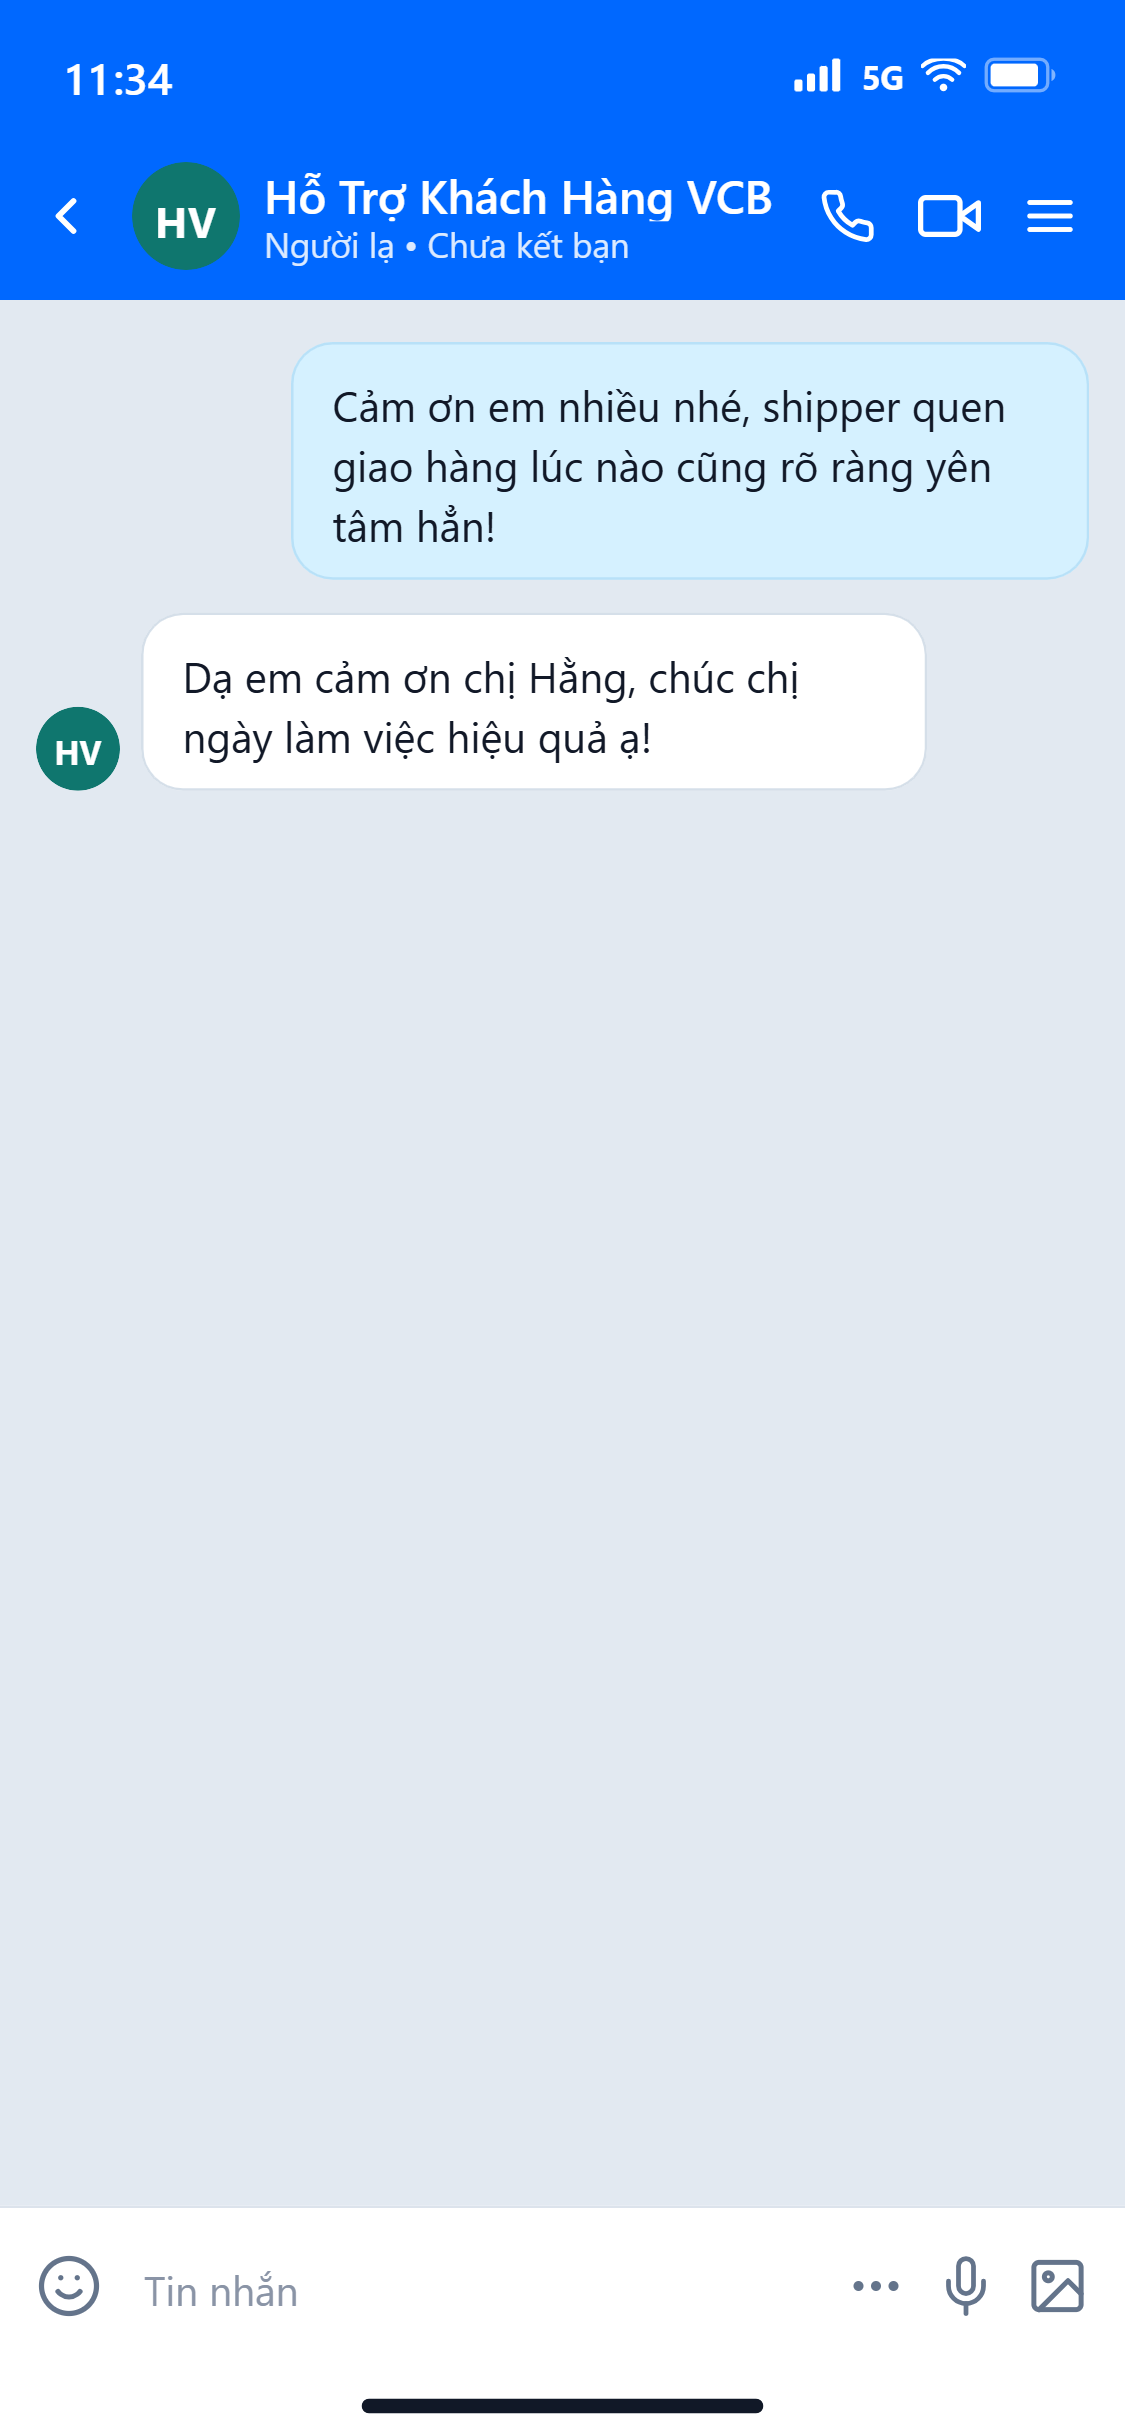 11:34
5G
HV
Hỗ Trợ Khách Hàng VCB
Người lạ • Chưa kết bạn
Cảm ơn em nhiều nhé, shipper quen
giao hàng lúc nào cũng rõ ràng yên
tâm hẳn!
Dạ em cảm ơn chị Hằng, chúc chị
ngày làm việc hiệu quả ạ!
HV
Tin nhắn